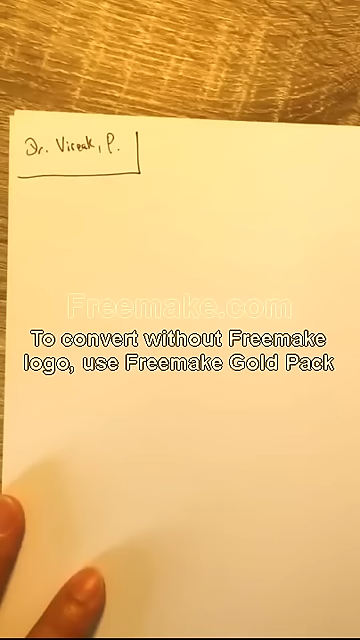 Dr. Vireak, P.
Freemake.com
To convert without Freemake
logo, use Freemake Gold Pack